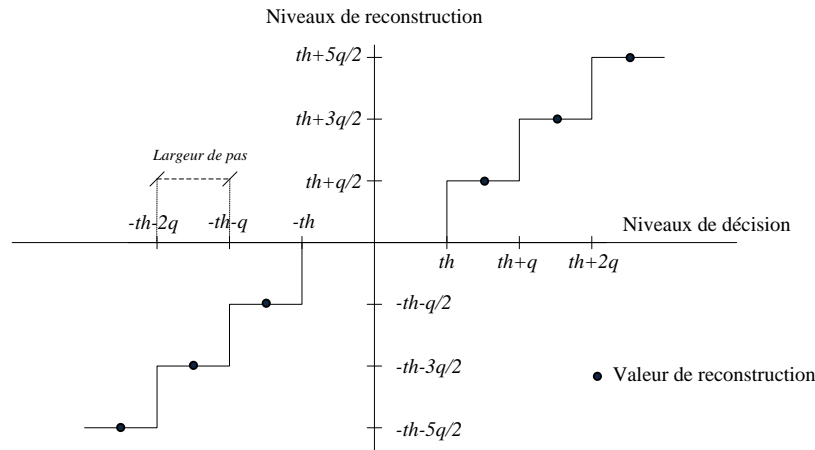 Niveaux de reconstruction
th+5q/2
th+3q/2
Largeur de pas
th+q/2
-th-2q
-th-q
-th
Niveaux de décision
th
th+q
th+2q
-th-q/2
-th-3q/2
Valeur de reconstruction
-th-5q/2